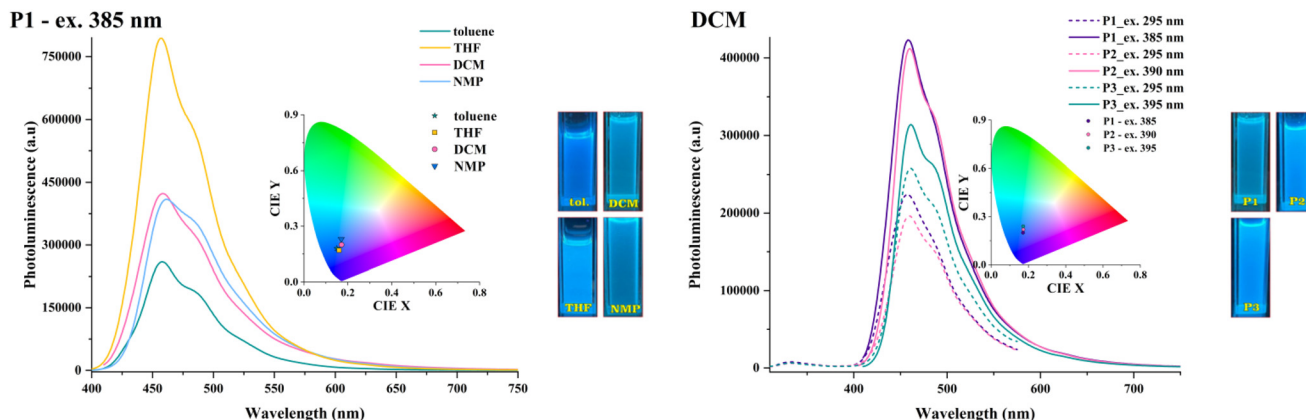 P1 - ex. 385 nm
toluene
THF
DCM
NMP
toluene
THF
DCM
NMP
Photoluminescence (a.u)
750000
600000
450000
300000
150000
0
400 450 500 550 600 650 700 750
Wavelength (nm)
CIE Y
0.9
0.6
0.3
0.0
0.0 0.2 0.4 0.6 0.8
CIE X
tol.
DCM
THF
NMP
DCM
P1_ex. 295 nm
P1_ex. 385 nm
P2_ex. 295 nm
P2_ex. 390 nm
P3_ex. 295 nm
P3_ex. 395 nm
P1 - ex. 385
P2 - ex. 390
P3 - ex. 395
Photoluminescence (a.u)
400000
300000
200000
100000
0
400 500 600 700
Wavelength (nm)
CIE Y
0.9
0.6
0.3
0.0
0.0 0.2 0.4 0.6 0.8
CIE X
P1
P2
P3